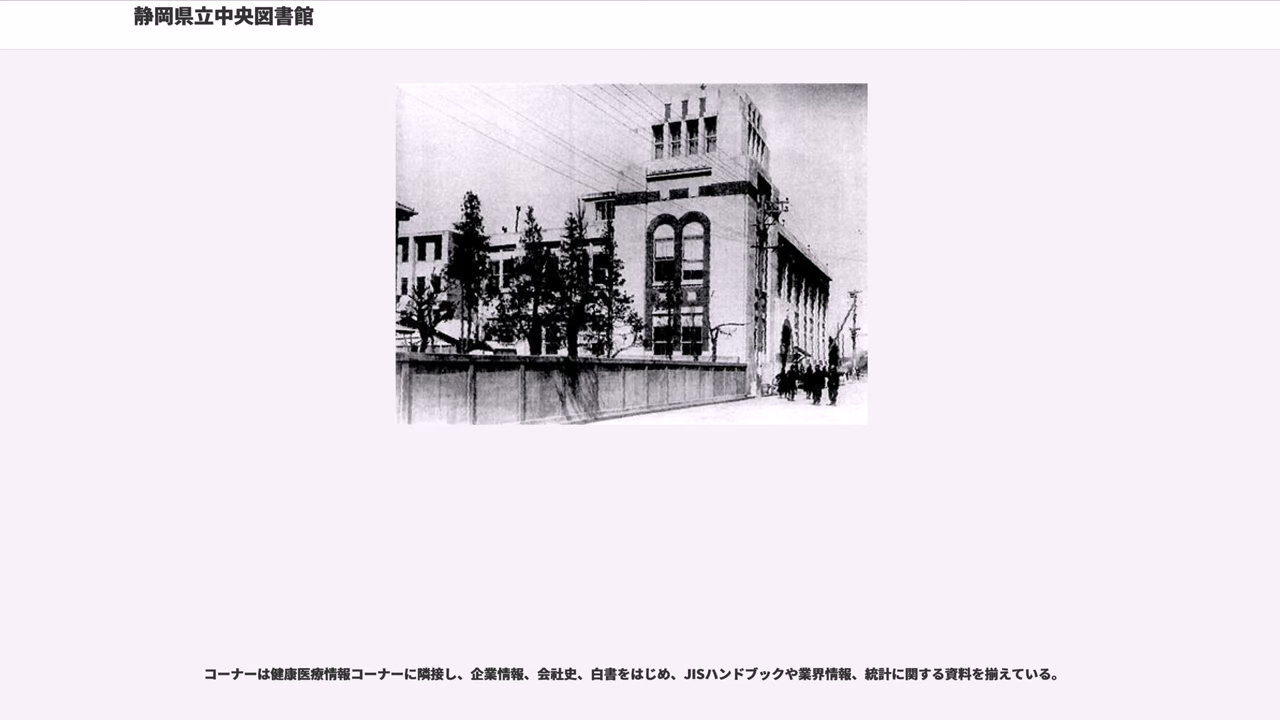 静岡県立中央図書館
コーナーは健康医療情報コーナーに隣接し、企業情報、会社史、白書をはじめ、JISハンドブックや業界情報、統計に関する資料を揃えている。